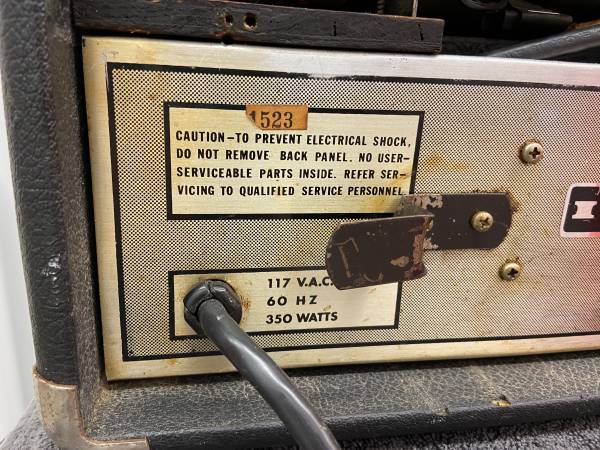 1523
CAUTION-TO PREVENT ELECTRICAL SHOCK,
DO NOT REMOVE BACK PANEL. NO USER-
SERVICEABLE PARTS INSIDE. REFER SER-
VICING TO QUALIFIED SERVICE PERSONNEL
117 V.A.C.
60 HZ
350 WATTS